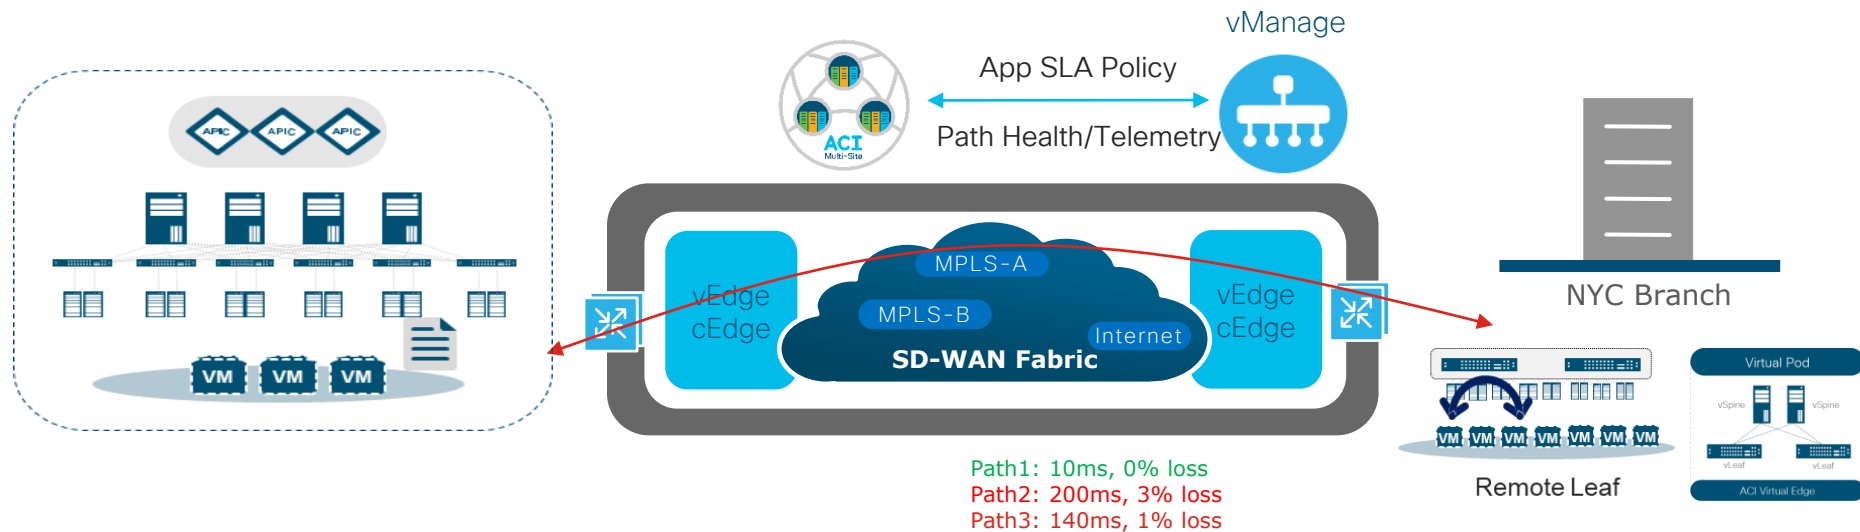 vManage
App SLA Policy
Path Health/Telemetry
ACI
Multi-Site
APIC
APIC
APIC
vEdge
cEdge
MPLS-A
MPLS-B
Internet
SD-WAN Fabric
vEdge
cEdge
NYC Branch
VM
VM
VM
VM
VM
VM
VM
VM
VM
VM
Remote Leaf
Virtual Pod
vSpine
vSpine
vLeaf
vLeaf
ACI Virtual Edge
Path1: 10ms, 0% loss
Path2: 200ms, 3% loss
Path3: 140ms, 1% loss